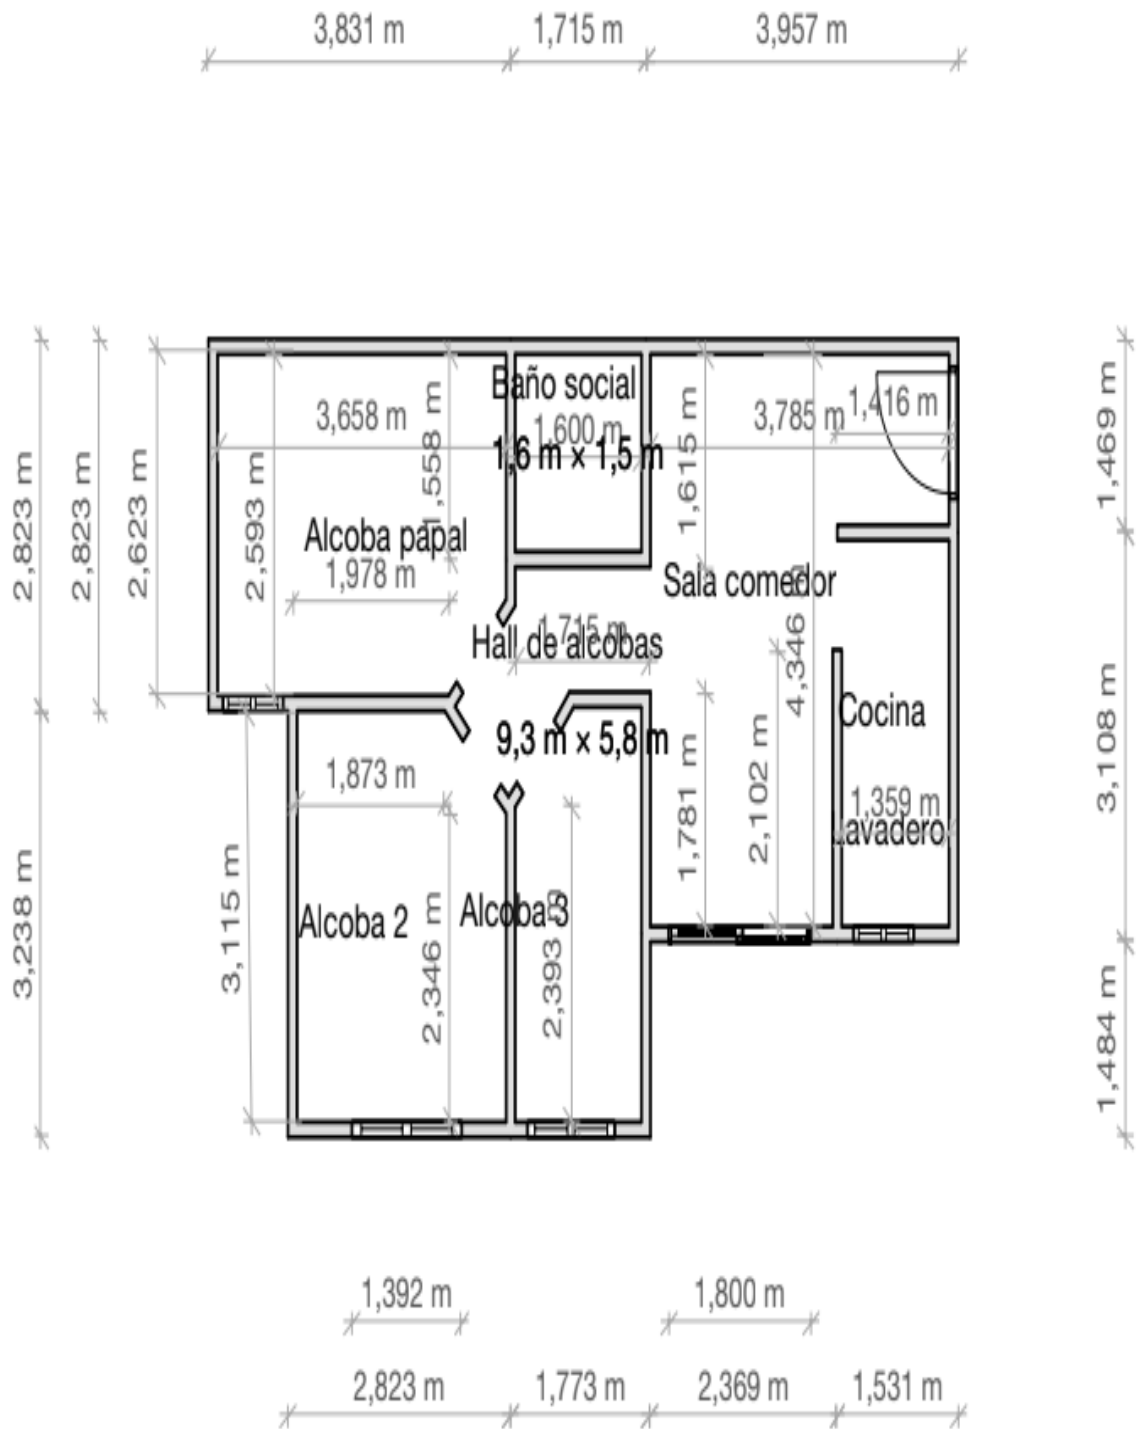 3,831 m 1,715 m 3,957 m
Baño social
3,658 m 1,600 m 3,785 m 1,416 m
1,6 m × 1,5 m
1,558 m
1,615 m
1,469 m
2,823 m
2,823 m
2,623 m
2,593 m
Alcoba papal
1,978 m
Sala comedor
4,346 m
Hall de alcobas
1,715 m
Cocina
9,3 m × 5,8 m
3,108 m
1,873 m
1,781 m
2,102 m
1,359 m
Lavadero
3,238 m
3,115 m
Alcoba 2
Alcoba 3
2,346 m
2,393 m
1,484 m
1,392 m 1,800 m
2,823 m 1,773 m 2,369 m 1,531 m